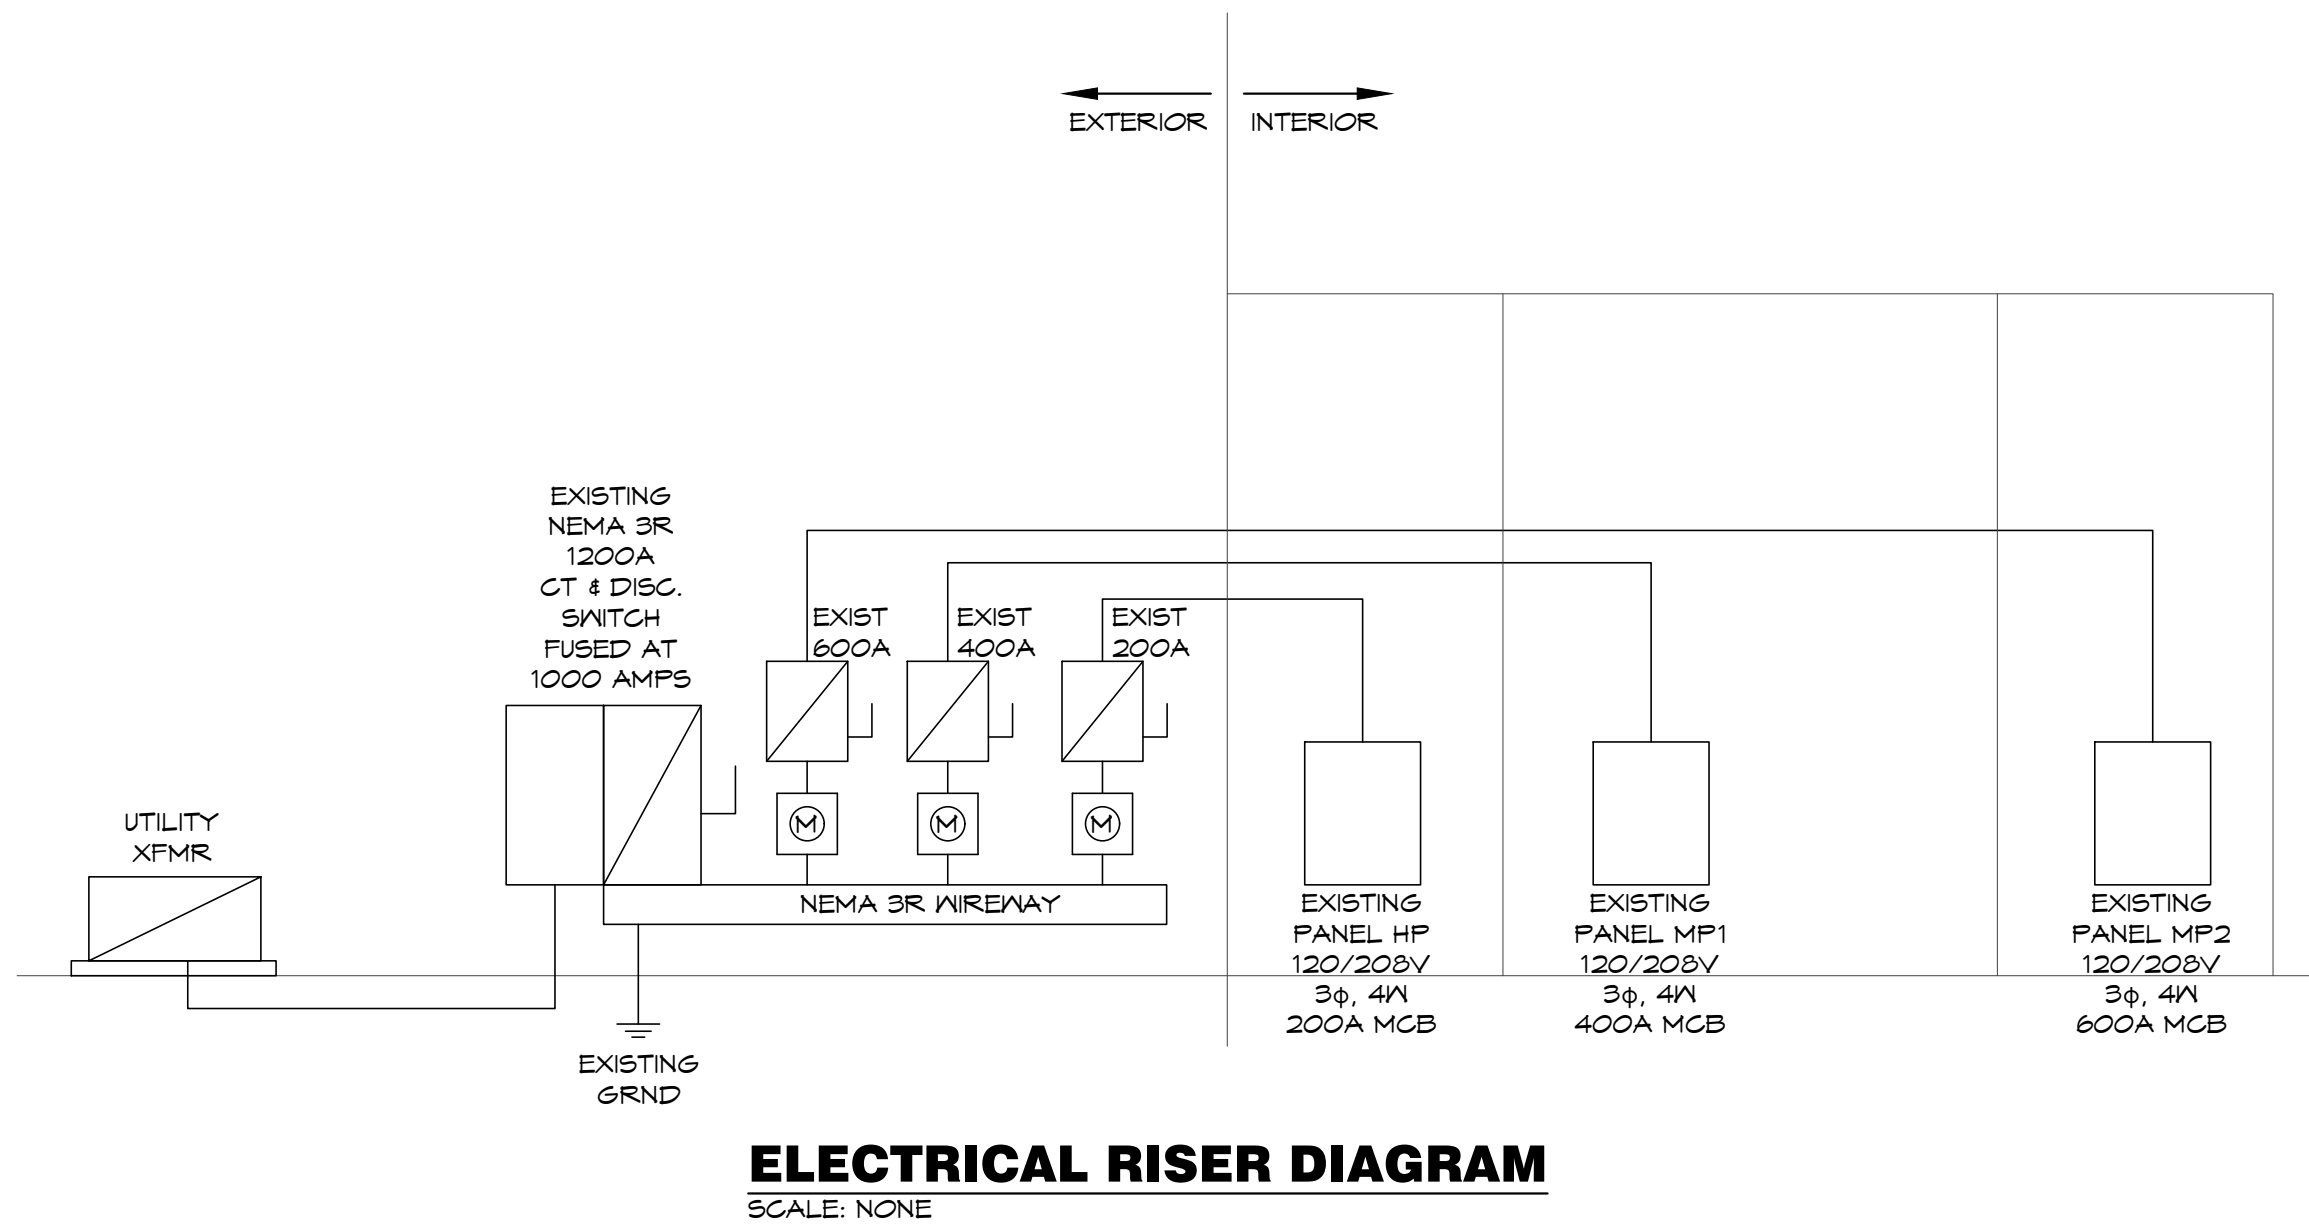 EXTERIOR
INTERIOR
EXISTING
NEMA 3R
1200A
CT & DISC.
SWITCH
FUSED AT
1000 AMPS
EXIST
600A
EXIST
400A
EXIST
200A
UTILITY
XFMR
M
M
M
NEMA 3R WIREWAY
EXISTING
GRND
EXISTING
PANEL HP
120/208V
3φ, 4W
200A MCB
EXISTING
PANEL MP1
120/208V
3φ, 4W
400A MCB
EXISTING
PANEL MP2
120/208V
3φ, 4W
600A MCB
ELECTRICAL RISER DIAGRAM
SCALE: NONE